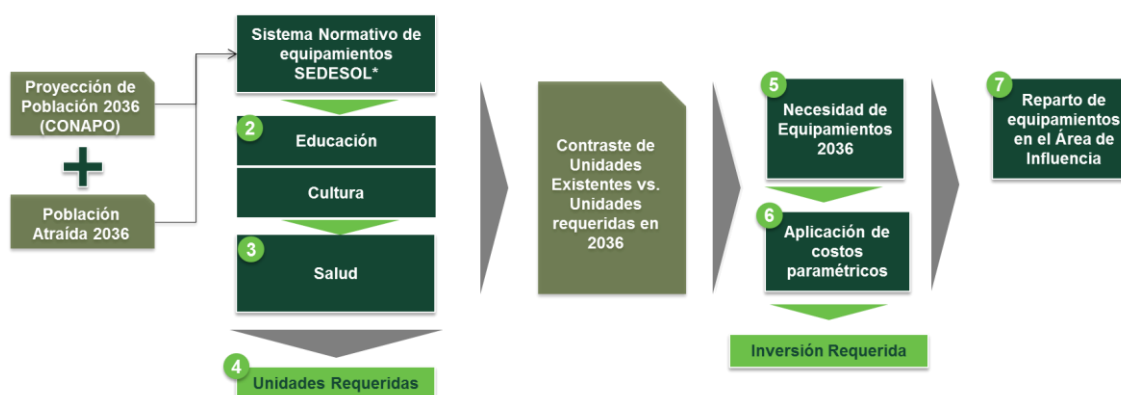 Proyección de
Población 2036
(CONAPO)
Población
Atraída 2036
Sistema Normativo de
equipamientos
SEDESOL*
2
Educación
Cultura
3
Salud
4
Unidades Requeridas
Contraste de
Unidades
Existentes vs.
Unidades
requeridas en
2036
5
Necesidad de
Equipamientos
2036
6
Aplicación de
costos
paramétricos
Inversión Requerida
7
Reparto de
equipamientos
en el Área de
Influencia